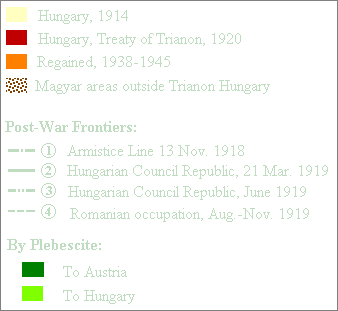 Hungary, 1914
Hungary, Treaty of Trianon, 1920
Regained, 1938-1945
Magyar areas outside Trianon Hungary
Post-War Frontiers:
① Armistice Line 13 Nov. 1918
② Hungarian Council Republic, 21 Mar. 1919
③ Hungarian Council Republic, June 1919
④ Romanian occupation, Aug.-Nov. 1919
By Plebescite:
To Austria
To Hungary